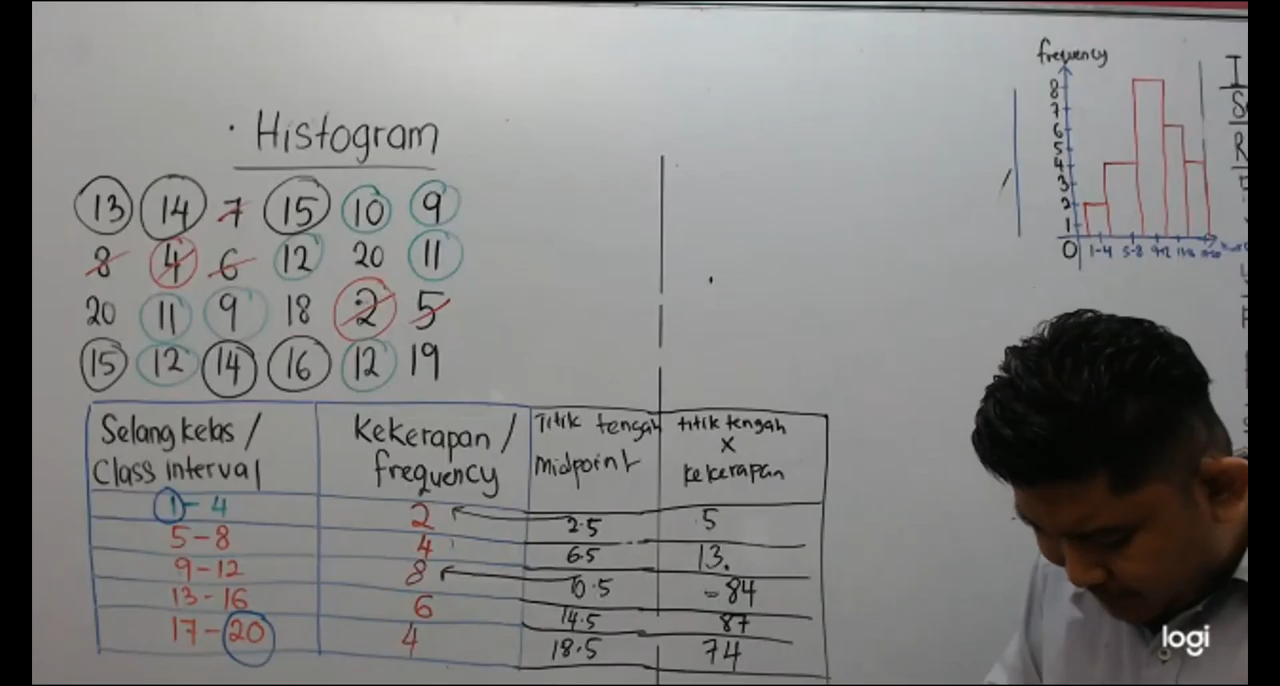 · Histogram
13 14 7 15 10 9
8 4 6 12 20 11
20 11 9 18 2 5
15 12 14 16 12 19
Selang kelas /
Class interval
Kekerapan /
frequency
Titik tengah
midpoint
titik tengah
x
kekerapan
1 - 4 2 2.5 5
5 - 8 4 6.5 13.
9 - 12 8 10.5 - 84
13 - 16 6 14.5 87
17 - 20 4 18.5 74
frequency
8
7
6
5
4
3
2
1
0
1-4 5-8 9-12
I
R
logi